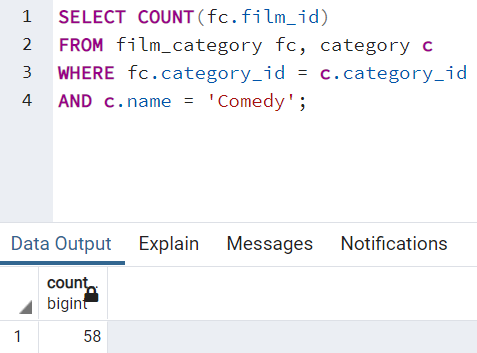 1 SELECT COUNT(fc.film_id)
2 FROM film_category fc, category c
3 WHERE fc.category_id = c.category_id
4 AND c.name = 'Comedy';
Data Output Explain Messages Notifications
count
bigint
1 58